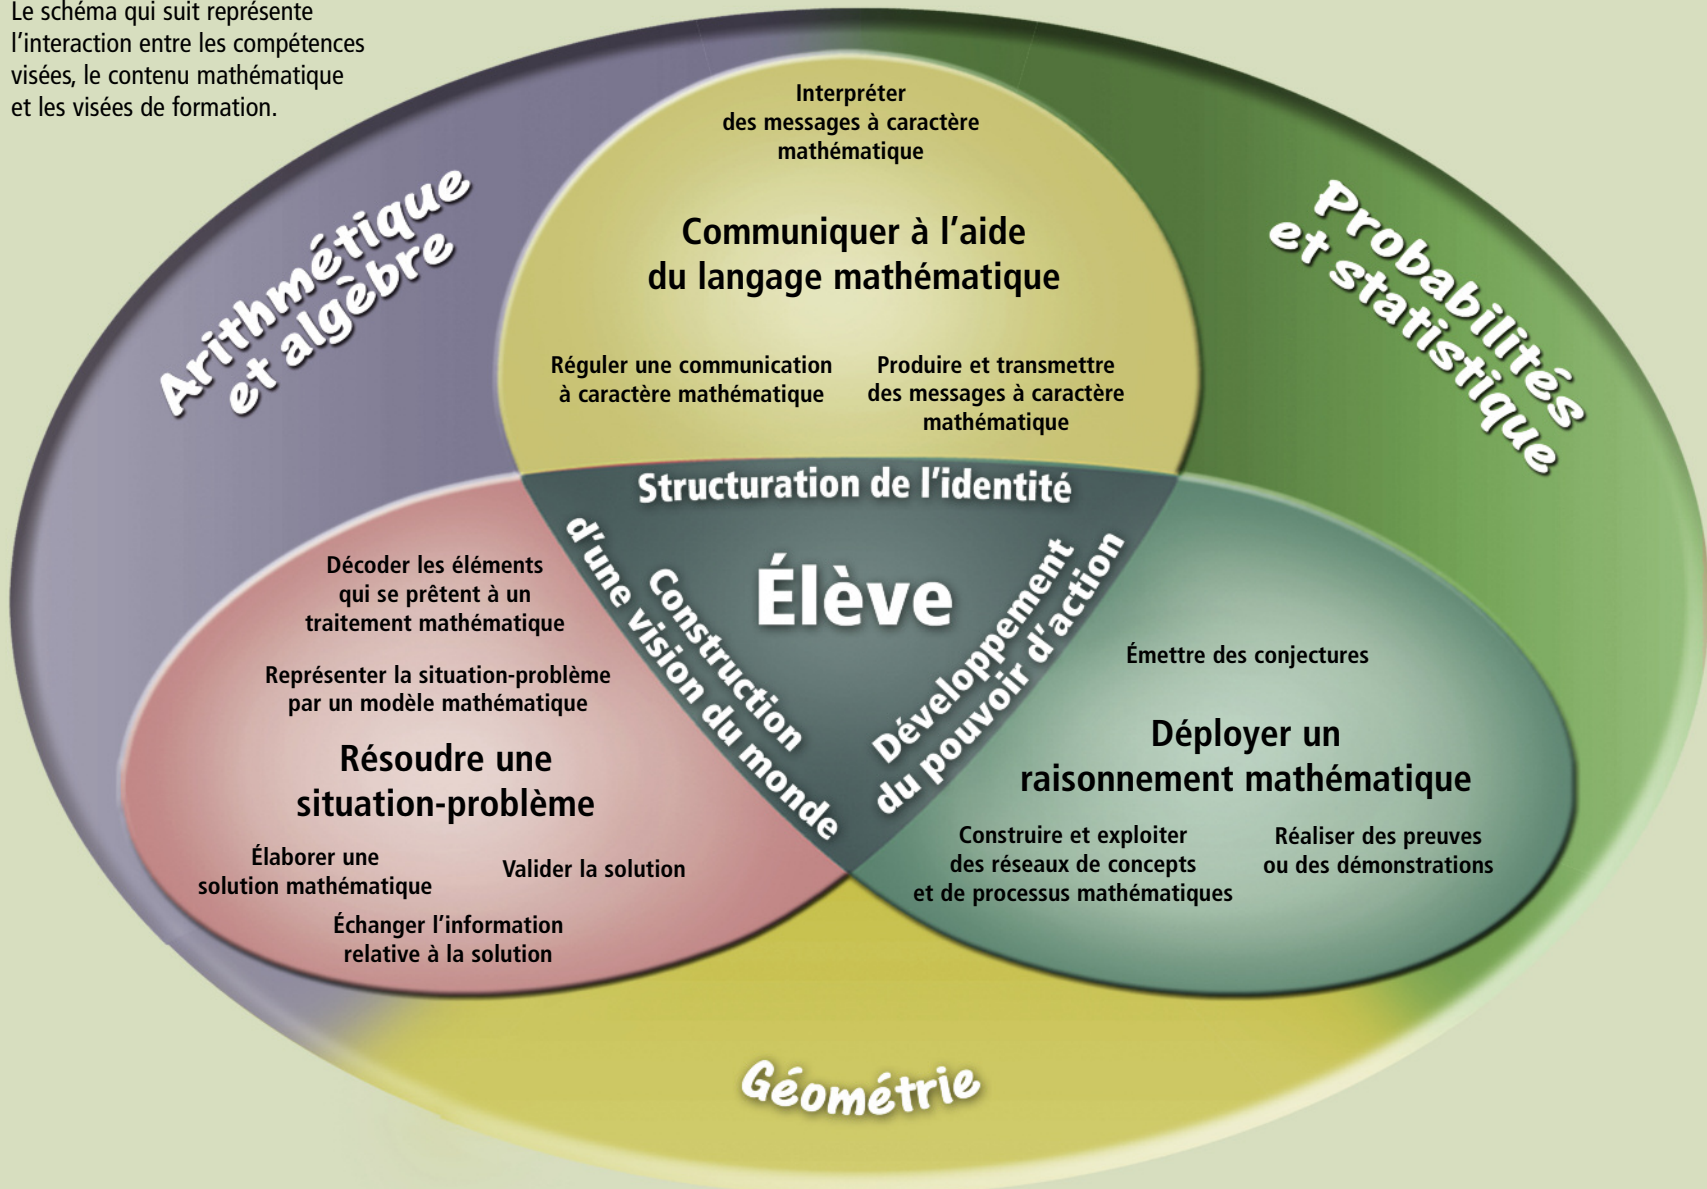 Le schéma qui suit représente
l'interaction entre les compétences
visées, le contenu mathématique
et les visées de formation.
Arithmétique
et algèbre
Probabilités
et statistique
Interpréter
des messages à caractère
mathématique
Communiquer à l'aide
du langage mathématique
Réguler une communication
à caractère mathématique
Produire et transmettre
des messages à caractère
mathématique
Structuration de l'identité
Élève
Construction
d'une vision du monde
Développement
du pouvoir d'action
Décoder les éléments
qui se prêtent à un
traitement mathématique
Représenter la situation-problème
par un modèle mathématique
Résoudre une
situation-problème
Élaborer une
solution mathématique
Valider la solution
Échanger l'information
relative à la solution
Émettre des conjectures
Déployer un
raisonnement mathématique
Construire et exploiter
des réseaux de concepts
et de processus mathématiques
Réaliser des preuves
ou des démonstrations
Géométrie